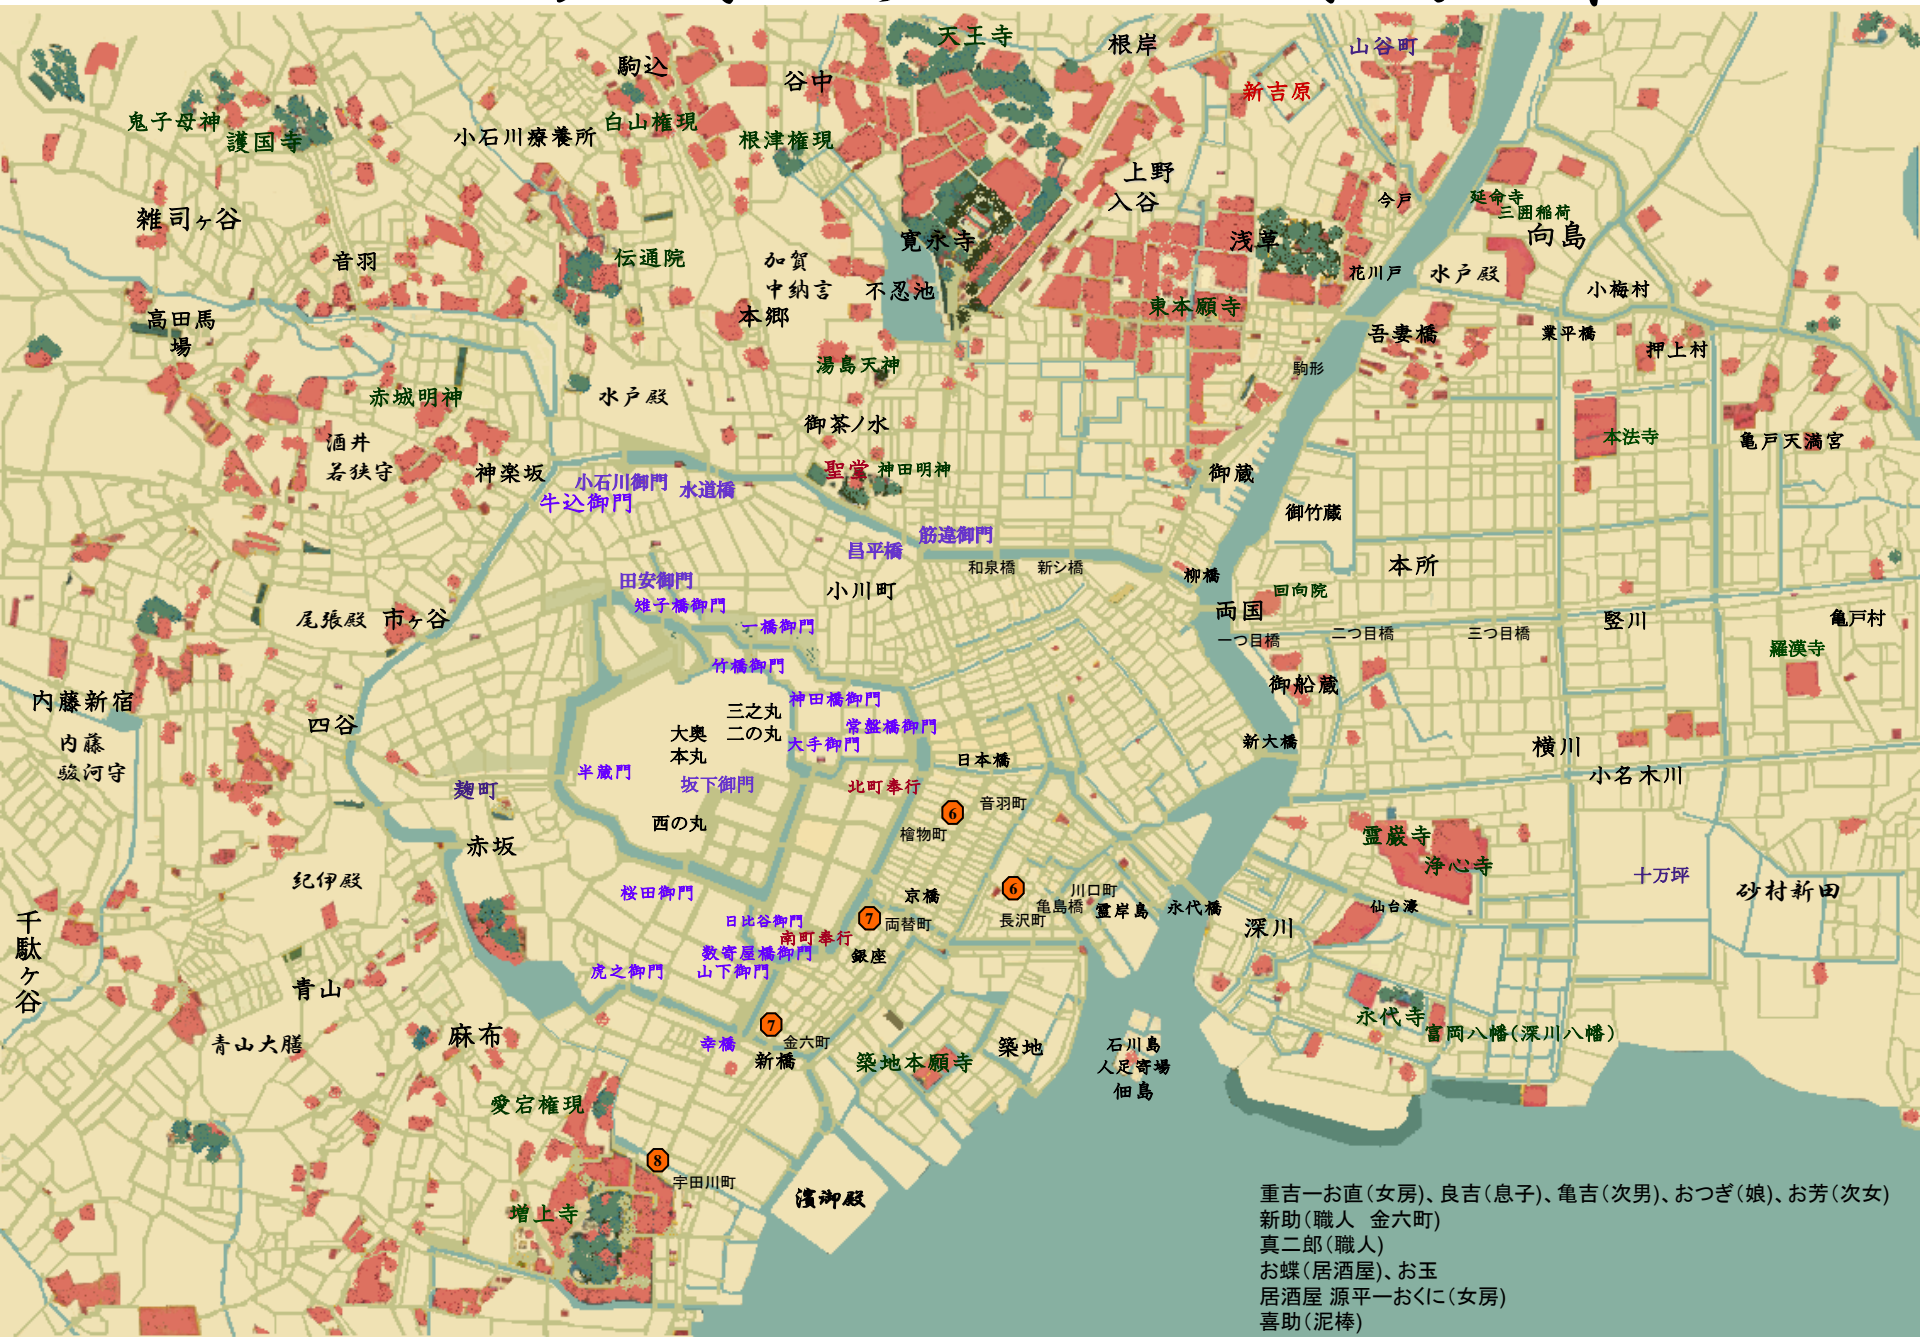 天王寺
根岸
山谷町
駒込
谷中
新吉原
鬼子母神
護国寺
小石川療養所
白山権現
根津権現
上野
入谷
今戸
延命寺
三囲稲荷
向島
雑司ヶ谷
音羽
伝通院
加賀
中納言
本郷
寛永寺
不忍池
浅草
花川戸
水戸殿
小梅村
東本願寺
高田馬
場
吾妻橋
業平橋
押上村
湯島天神
駒形
赤城明神
水戸殿
御茶ノ水
酒井
若狭守
神楽坂
聖堂
神田明神
御蔵
本法寺
亀戸天満宮
小石川御門
水道橋
牛込御門
御竹蔵
昌平橋
筋違御門
和泉橋
新シ橋
柳橋
本所
田安御門
雉子橋御門
小川町
回向院
両国
尾張殿
市ヶ谷
一橋御門
一つ目橋
二つ目橋
三つ目橋
竪川
亀戸村
羅漢寺
竹橋御門
御船蔵
内藤新宿
四谷
神田橋御門
三之丸
二の丸
大奥
本丸
常盤橋御門
大手御門
内藤
駿河守
新大橋
横川
日本橋
半蔵門
坂下御門
北町奉行
小名木川
麹町
音羽町
6
檜物町
西の丸
赤坂
霊巌寺
浄心寺
紀伊殿
十万坪
砂村新田
桜田御門
京橋
6
川口町
亀島橋
霊岸島
永代橋
仙台濠
千駄ヶ谷
日比谷御門
7
両替町
長沢町
深川
南町奉行
数寄屋橋御門
銀座
虎之御門
山下御門
青山
永代寺
富岡八幡(深川八幡)
麻布
青山大膳
7
金六町
幸橋
新橋
築地本願寺
築地
石川島
人足寄場
佃島
愛宕権現
8
宇田川町
濱御殿
増上寺
重吉ーお直(女房)、良吉(息子)、亀吉(次男)、おつぎ(娘)、お芳(次女)
新助(職人　金六町)
真二郎(職人)
お蝶(居酒屋)、お玉
居酒屋 源平ーおくに(女房)
喜助(泥棒)